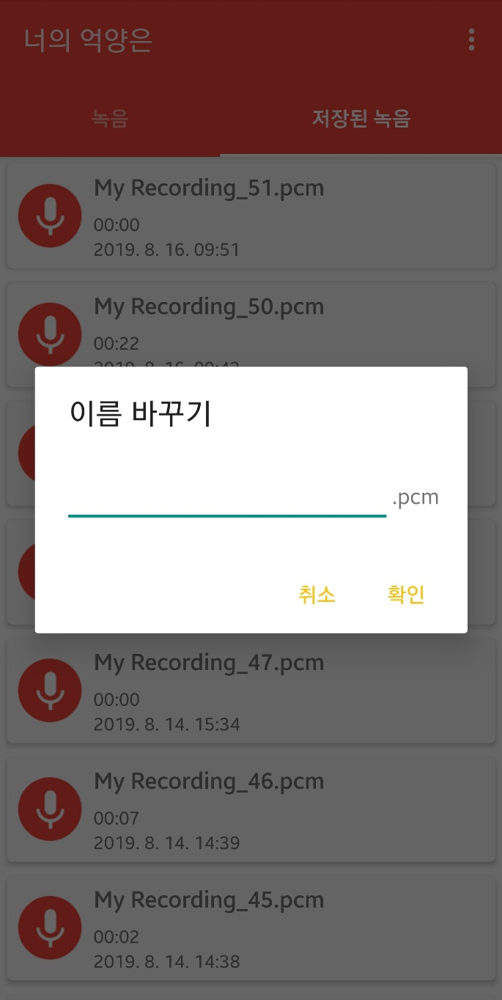 너의 억양은
녹음
저장된 녹음
My Recording_51.pcm
00:00
2019. 8. 16. 09:51
My Recording_50.pcm
00:22
2019. 8. 16. 09:42
이름 바꾸기
.pcm
취소
확인
My Recording_47.pcm
00:00
2019. 8. 14. 15:34
My Recording_46.pcm
00:07
2019. 8. 14. 14:39
My Recording_45.pcm
00:02
2019. 8. 14. 14:38